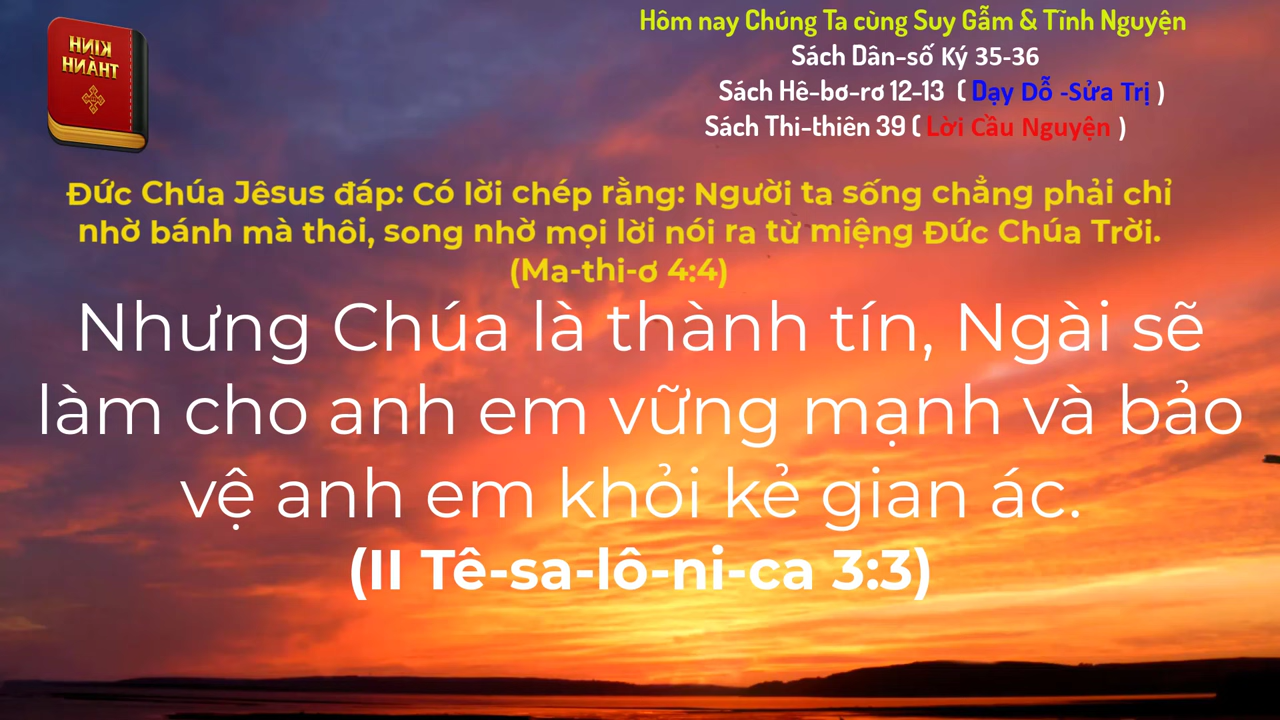 KINH
THÁNH
Hôm nay Chúng Ta cùng Suy Gẫm & Tĩnh Nguyện
Sách Dân-số Ký 35-36
Sách Hê-bơ-rơ 12-13 ( Dạy Dỗ -Sửa Trị )
Sách Thi-thiên 39 ( Lời Cầu Nguyện )
Đức Chúa Jêsus đáp: Có lời chép rằng: Người ta sống chẳng phải chỉ
nhờ bánh mà thôi, song nhờ mọi lời nói ra từ miệng Đức Chúa Trời.
(Ma-thi-ơ 4:4)
Nhưng Chúa là thành tín, Ngài sẽ
làm cho anh em vững mạnh và bảo
vệ anh em khỏi kẻ gian ác.
(II Tê-sa-lô-ni-ca 3:3)